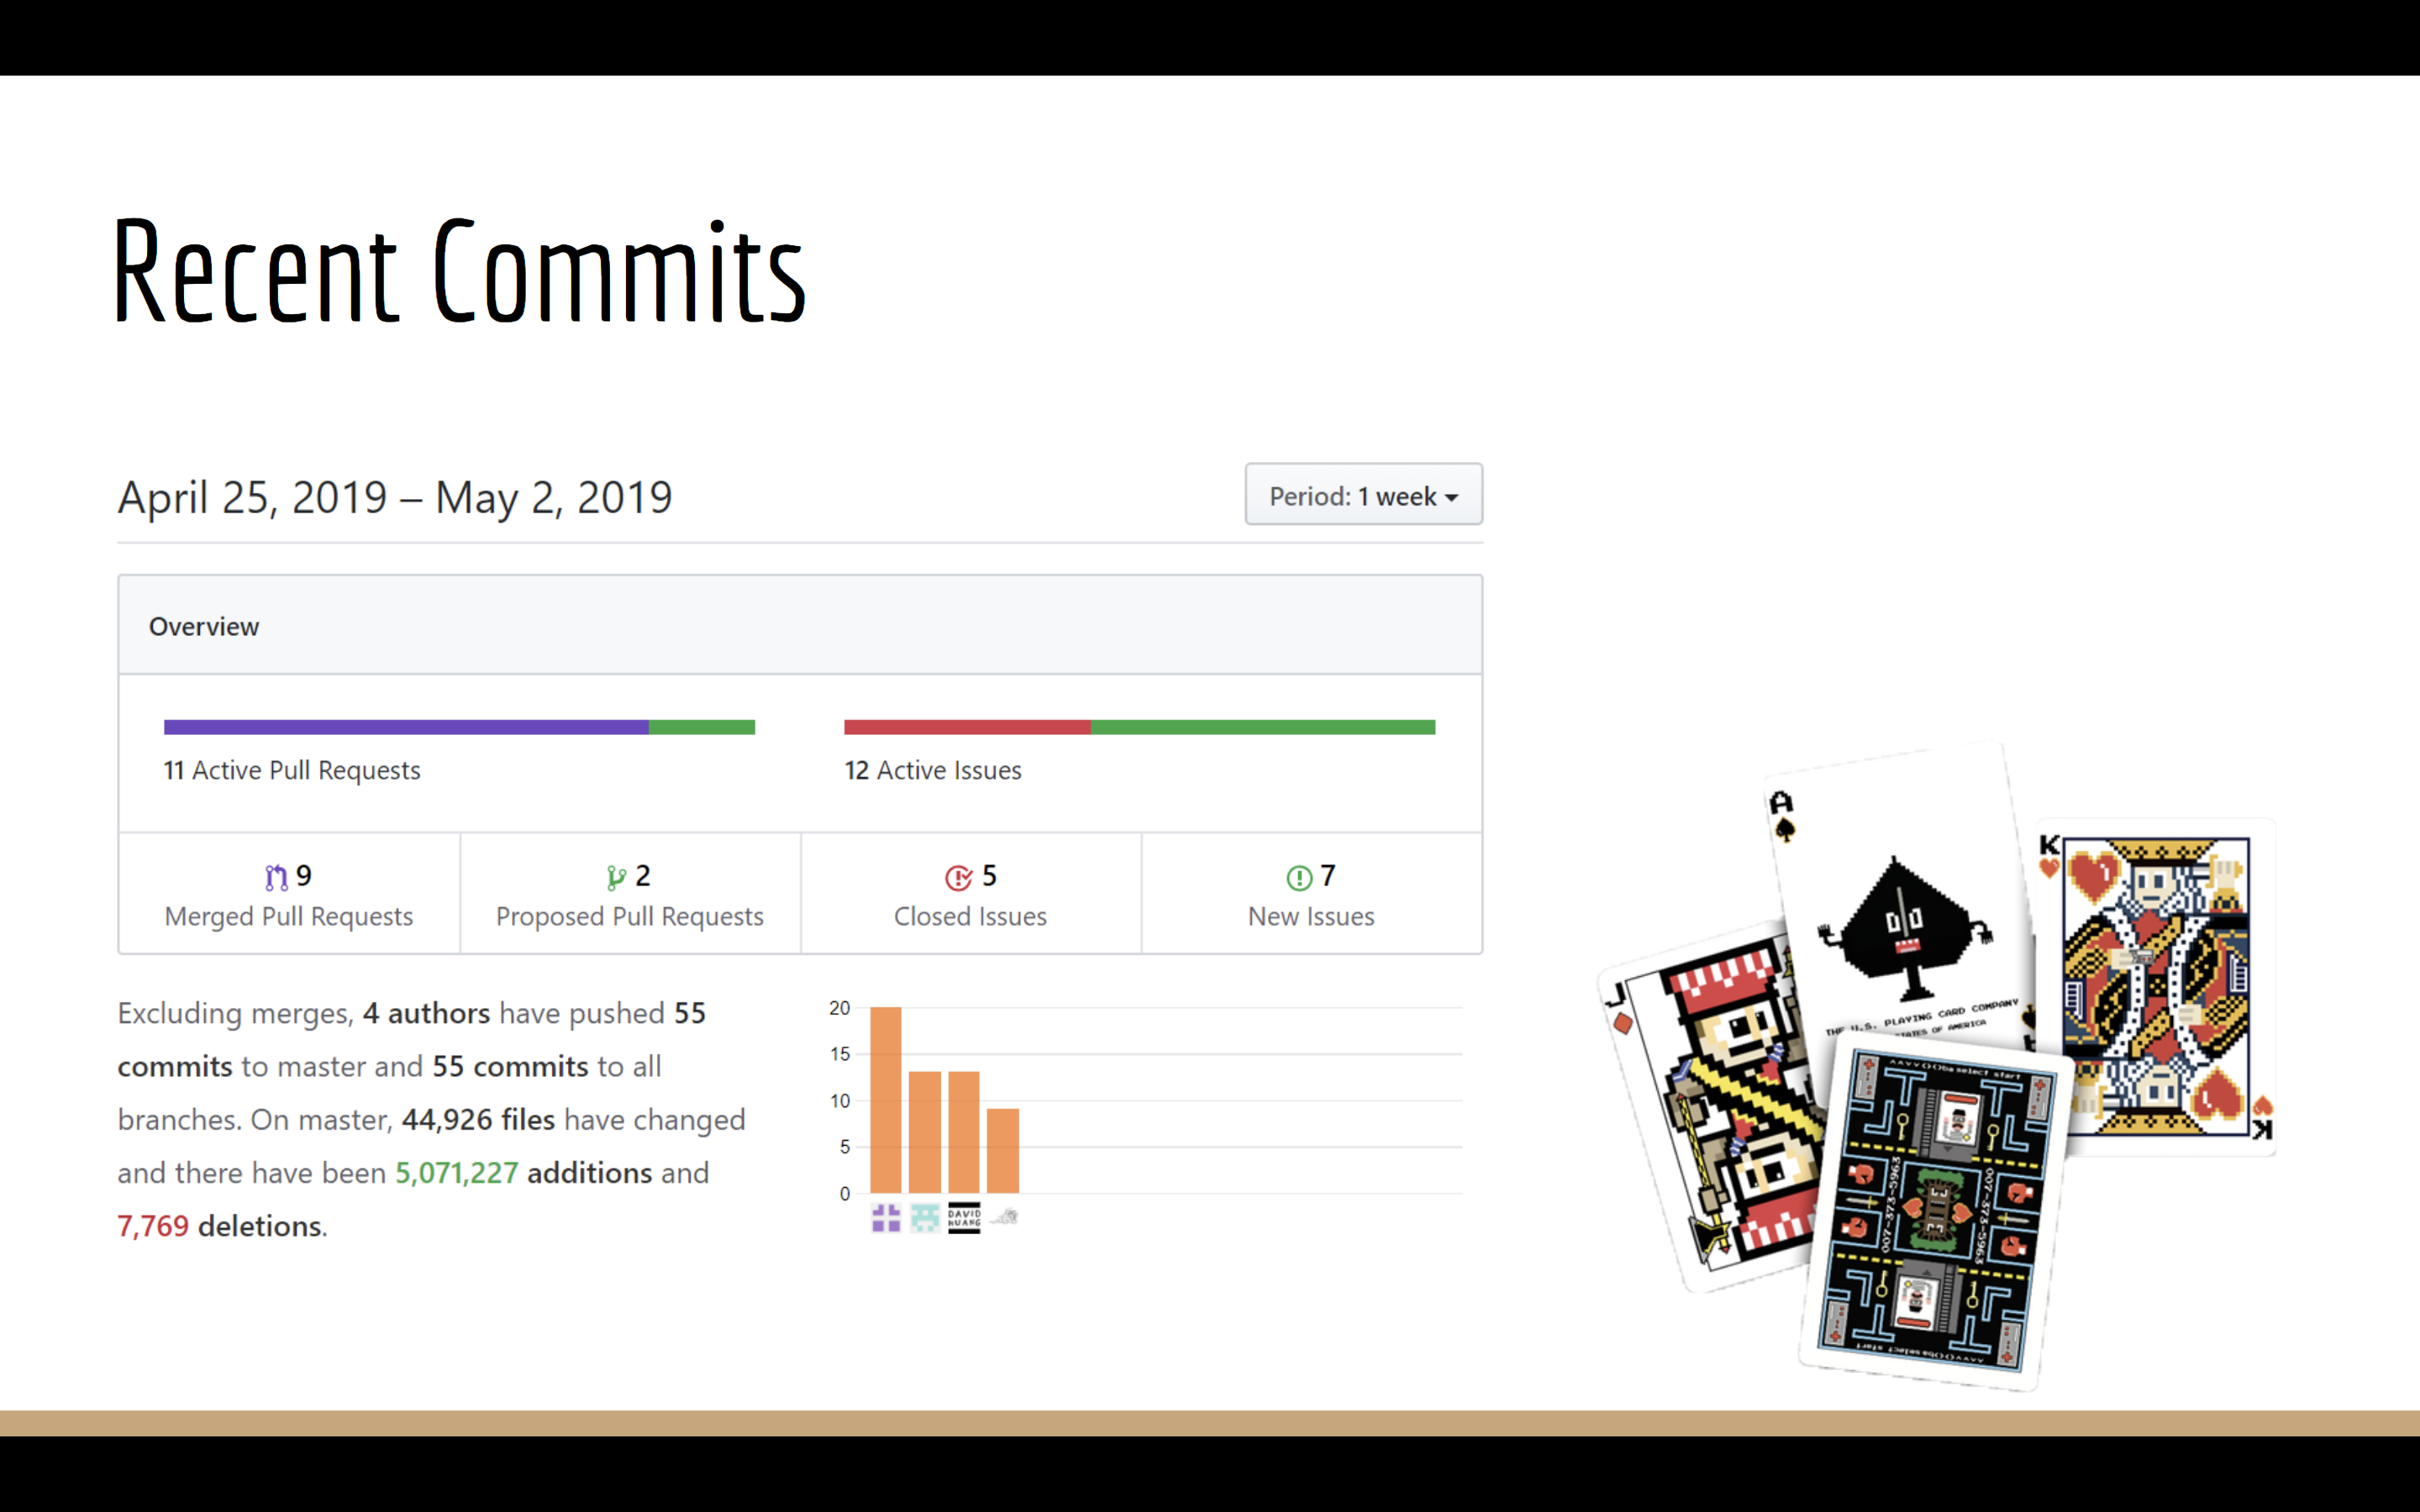 Recent Commits
April 25, 2019 – May 2, 2019
Period: 1 week
Overview
11 Active Pull Requests
12 Active Issues
9
Merged Pull Requests
2
Proposed Pull Requests
5
Closed Issues
7
New Issues
Excluding merges, 4 authors have pushed 55
commits to master and 55 commits to all
branches. On master, 44,926 files have changed
and there have been 5,071,227 additions and
7,769 deletions.
20
15
10
5
0
DAVID
HUANG
A
THE U.S. PLAYING CARD COMPANY
STATES OF AMERICA
K
K
J
select start
007-373-5963
007-373-5963